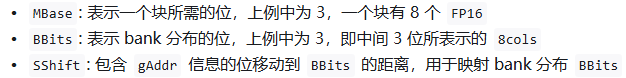 • MBase：表示一个块所需的位，上例中为 3，一个块有 8 个 FP16
• BBits：表示 bank 分布的位，上例中为 3，即中间 3 位所表示的 8cols
• SShift：包含 gAddr 信息的位移动到 BBits 的距离，用于映射 bank 分布 BBits